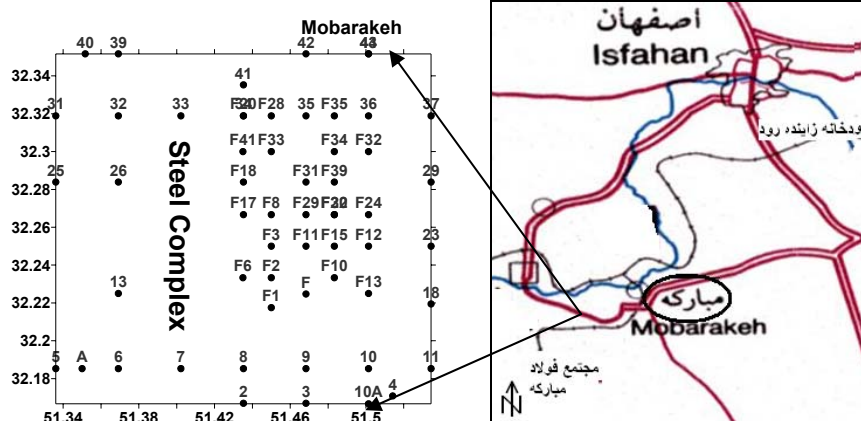 Mobarakeh
40 39 42
41
31 32 33 F28 35 F35 36 37
F41 F33 F34 F32
25 26 F18 F31 F39 29
F17 F8 F29 F24
F3 F11 F15 F12 23
F6 F2 F10
13 F1 F F13 18
5 A 6 7 8 9 10 11
2 3 10A 4
32.34
32.32
32.3
32.28
32.26
32.24
32.22
32.2
32.18
51.34 51.38 51.42 51.46 51.5
Steel Complex
اصفهان
Isfahan
ودخانه زاینده رود
مبارکه
Mobarakeh
مجتمع فولاد
مبارکه
N